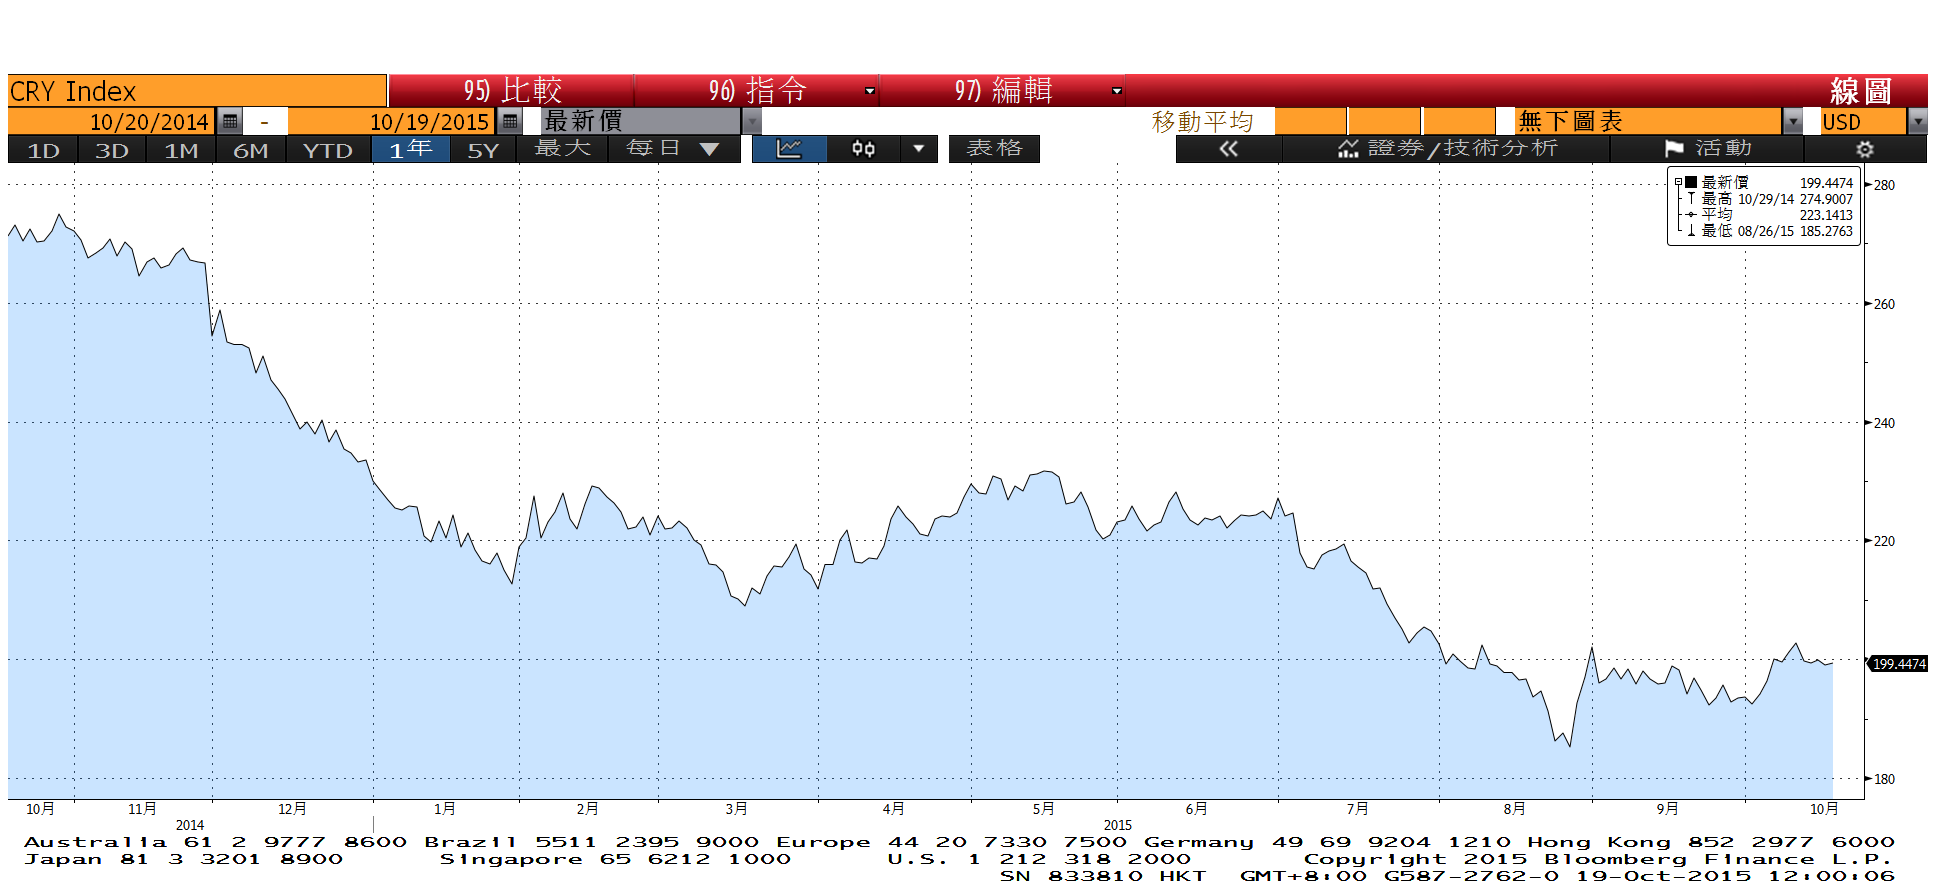 CRY Index 95) 比較 96) 指令 97) 編輯 線圖
10/20/2014 - 10/19/2015 最新價 移動平均 無下圖表 USD
1D 3D 1M 6M YTD 1年 5Y 最大 每日 表格 證券/技術分析 活動
最新價 199.4474
最高 10/29/14 274.9007
平均 223.1413
最低 08/26/15 185.2763
280
260
240
220
199.4474
180
10月 11月 12月 1月 2月 3月 4月 5月 6月 7月 8月 9月 10月
2014 2015
Australia 61 2 9777 8600 Brazil 5511 2395 9000 Europe 44 20 7330 7500 Germany 49 69 9204 1210 Hong Kong 852 2977 6000
Japan 81 3 3201 8900 Singapore 65 6212 1000 U.S. 1 212 318 2000 Copyright 2015 Bloomberg Finance L.P.
SN 833810 HKT GMT+8:00 G587-2762-0 19-Oct-2015 12:00:06